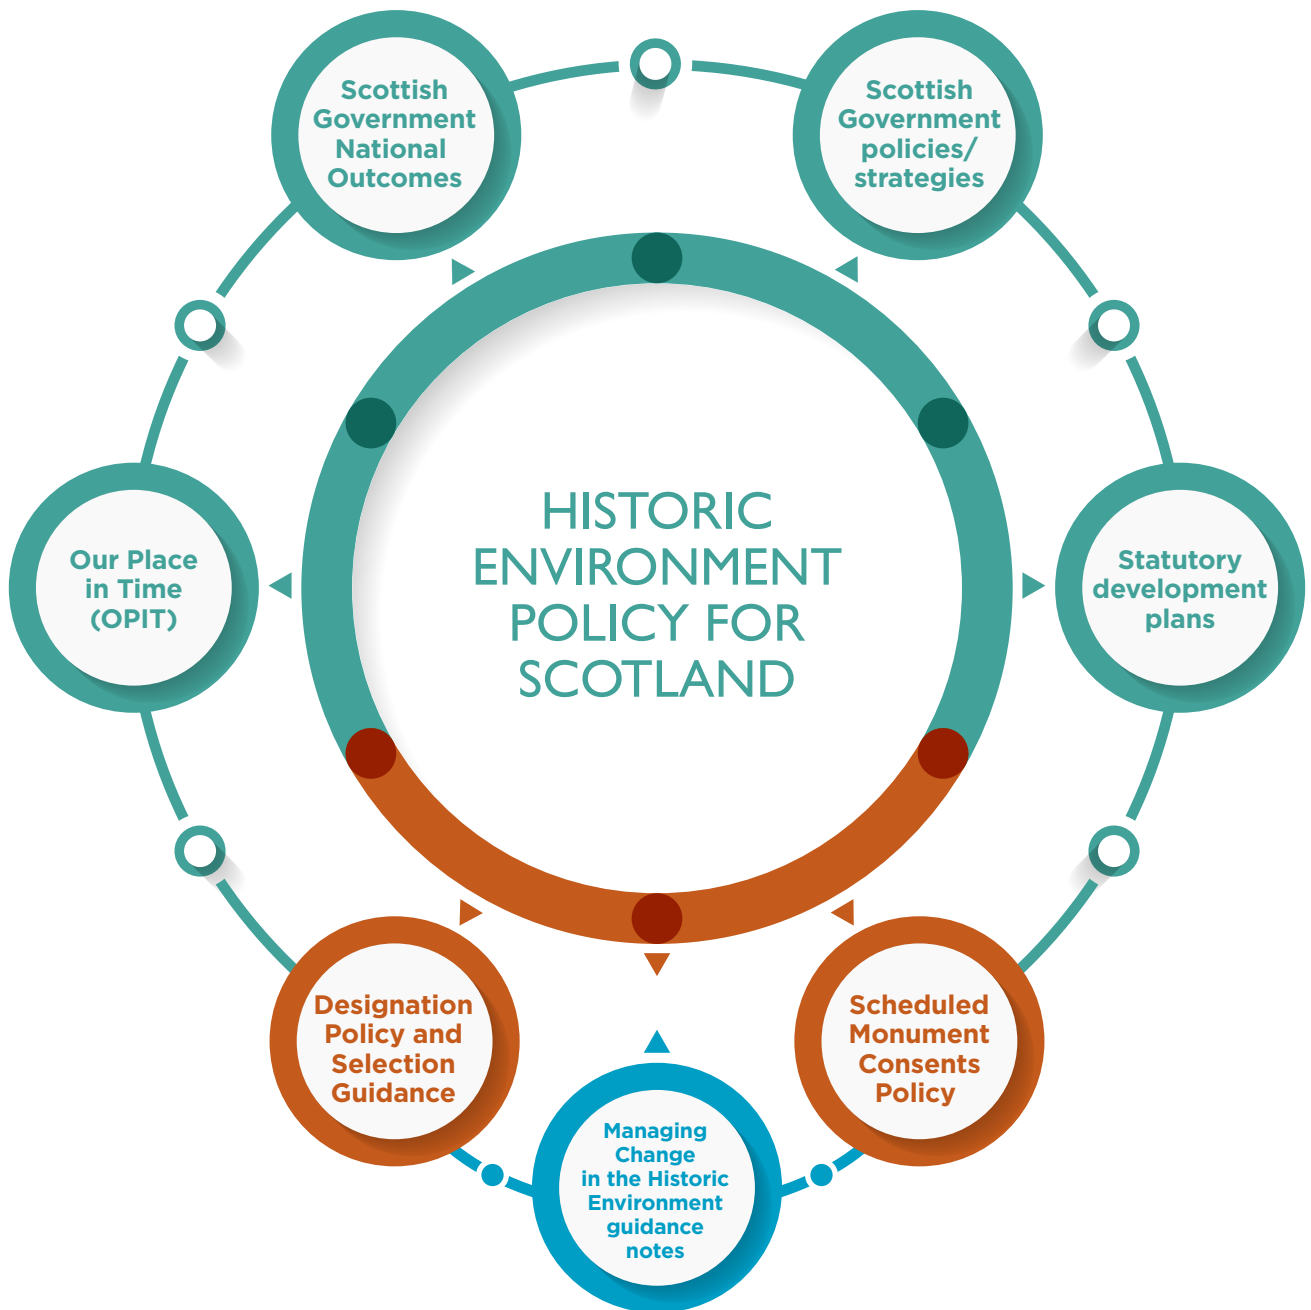 Scottish
Government
National
Outcomes
Scottish
Government
policies/
strategies
HISTORIC
ENVIRONMENT
POLICY FOR
SCOTLAND
Our Place
in Time
(OPIT)
Statutory
development
plans
Designation
Policy and
Selection
Guidance
Scheduled
Monument
Consents
Policy
Managing
Change
in the Historic
Environment
guidance
notes